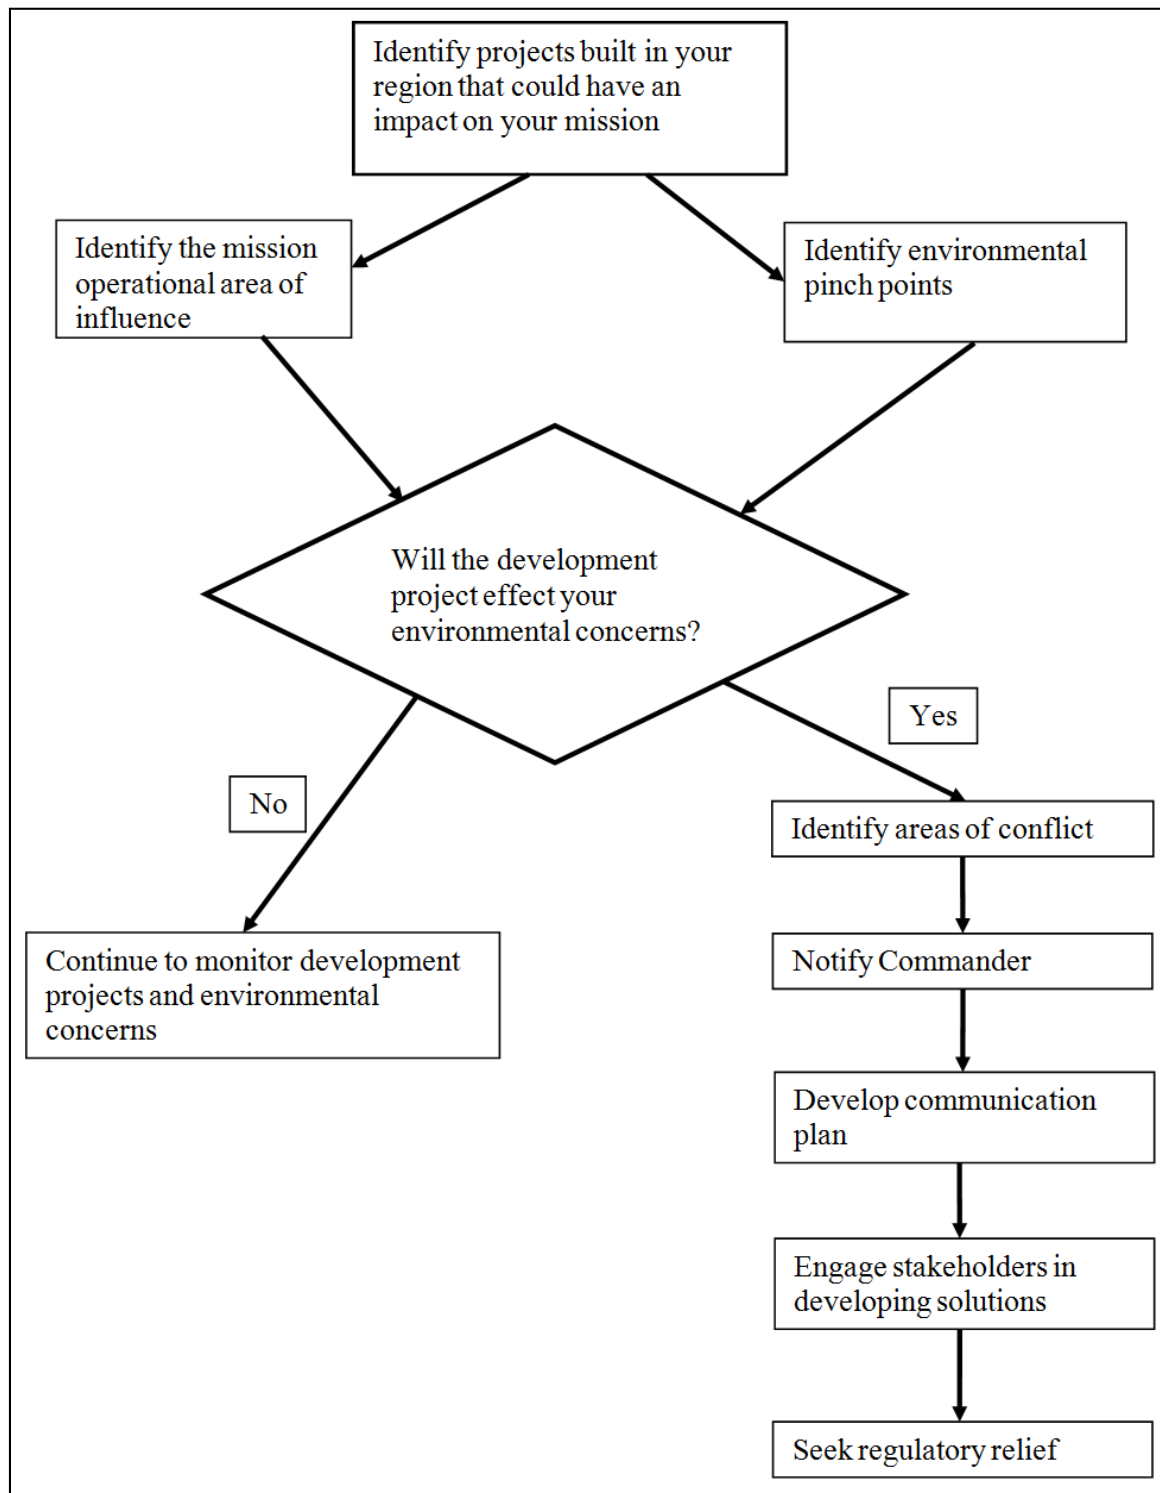 Identify projects built in your
region that could have an
impact on your mission
Identify the mission
operational area of
influence
Identify environmental
pinch points
Will the development
project effect your
environmental concerns?
Yes
No
Identify areas of conflict
Continue to monitor development
projects and environmental
concerns
Notify Commander
Develop communication
plan
Engage stakeholders in
developing solutions
Seek regulatory relief